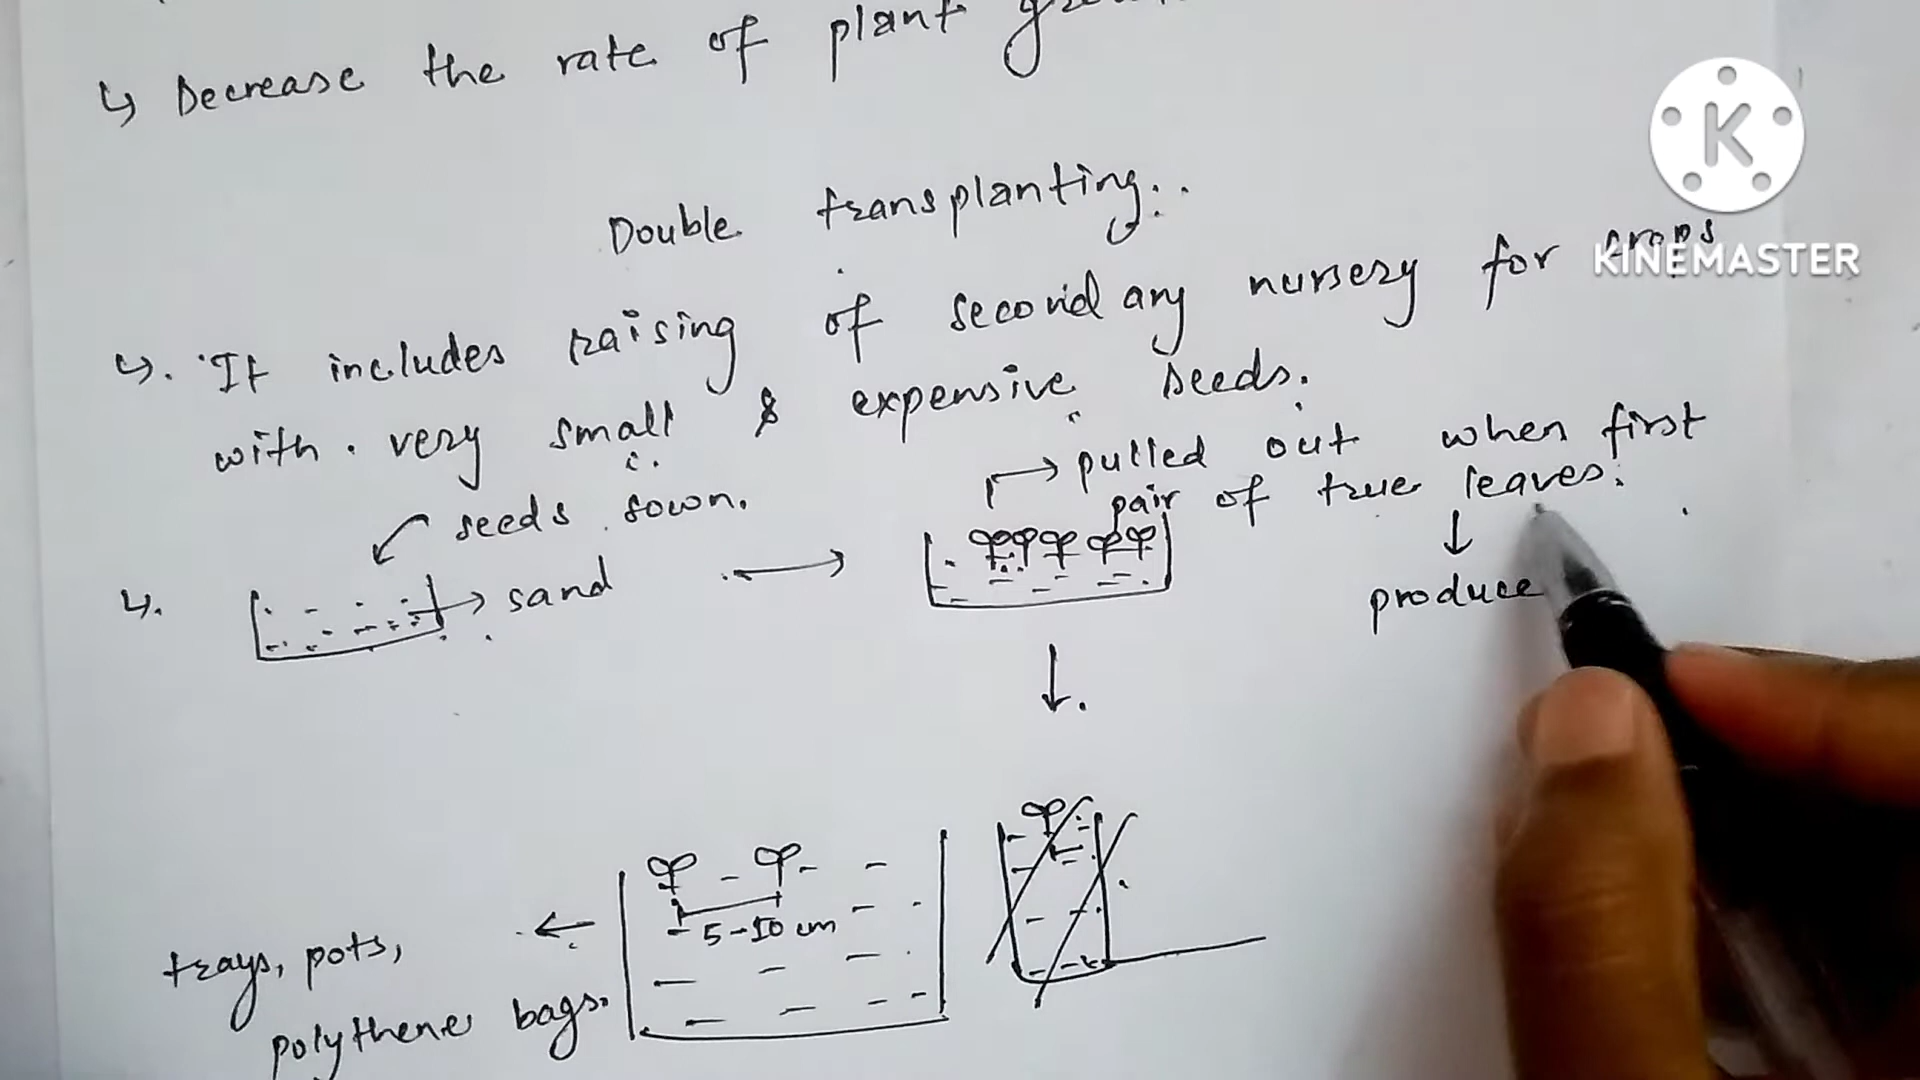 ↳ Decrease the rate of plant
Double transplanting..
↳. It includes raising of secondary nursery for crops
with very small & expensive seeds.
→ pulled out when first
pair of true leaves.
seeds sown.
↳. → sand
↓
produce
5-10 cm
← trays, pots,
polythene bags.
K
KINEMASTER